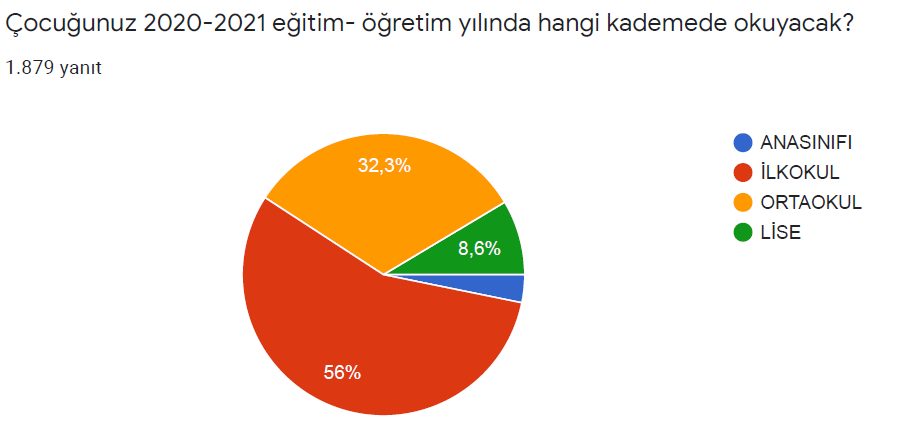 Çocuğunuz 2020-2021 eğitim- öğretim yılında hangi kademede okuyacak?
1.879 yanıt
32,3%
8,6%
56%
ANASINIFI
İLKOKUL
ORTAOKUL
LİSE